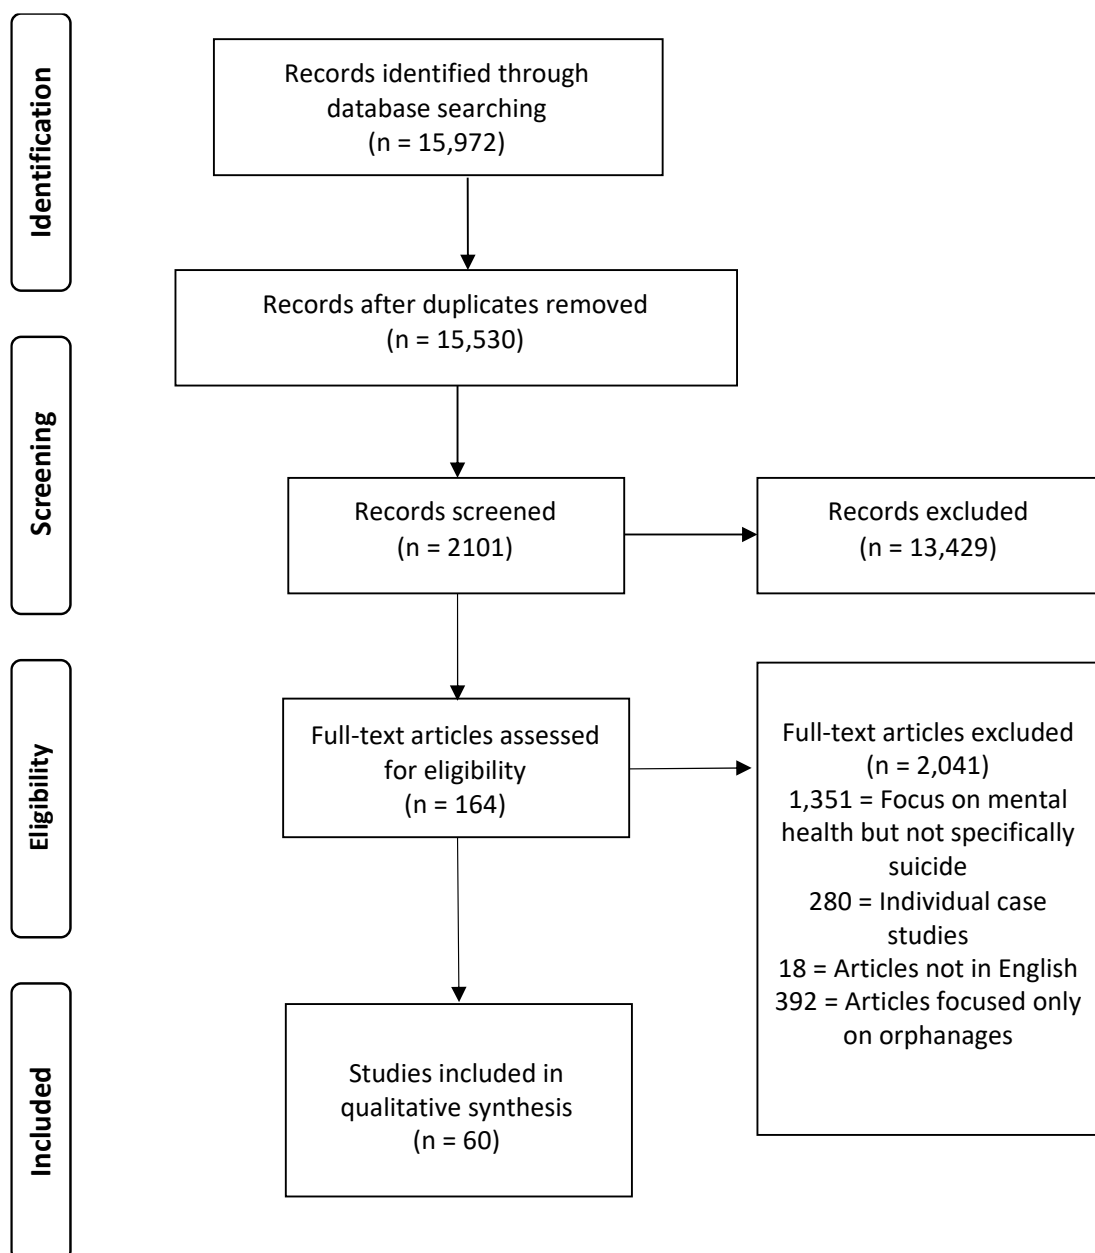 Identification
Records identified through
database searching
(n = 15,972)
Records after duplicates removed
(n = 15,530)
Screening
Records screened
(n = 2101)
Records excluded
(n = 13,429)
Eligibility
Full-text articles assessed
for eligibility
(n = 164)
Full-text articles excluded
(n = 2,041)
1,351 = Focus on mental
health but not specifically
suicide
280 = Individual case
studies
18 = Articles not in English
392 = Articles focused only
on orphanages
Included
Studies included in
qualitative synthesis
(n = 60)